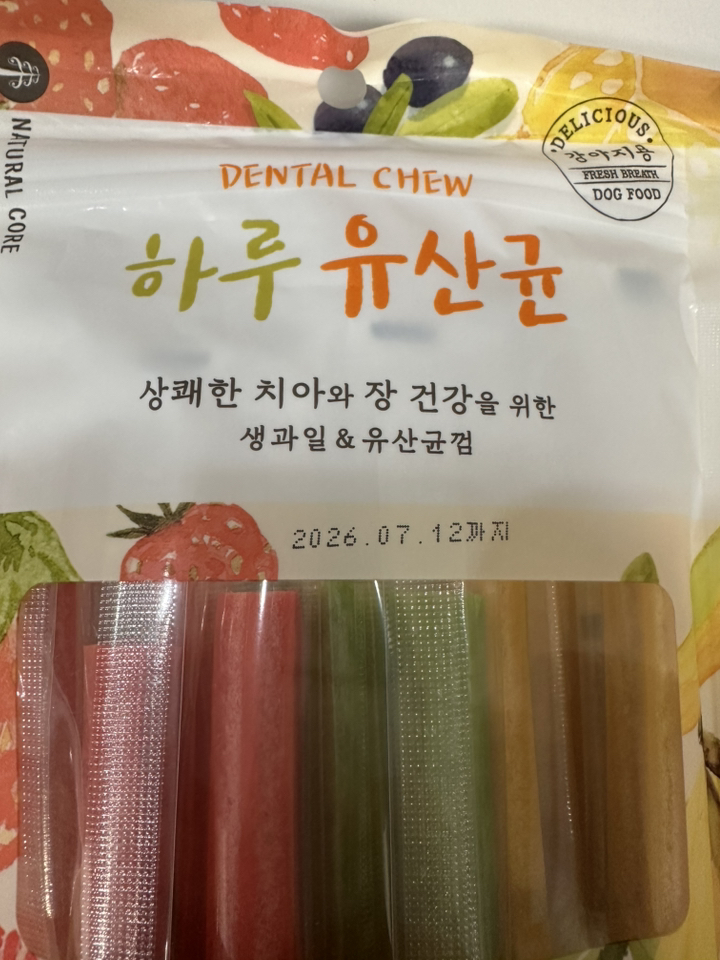 NATURAL CORE
DELICIOUS
강아지용
FRESH BREATH
DOG FOOD
DENTAL CHEW
하루 유산균
상쾌한 치아와 장 건강을 위한
생과일 & 유산균껌
2026.07.12까지